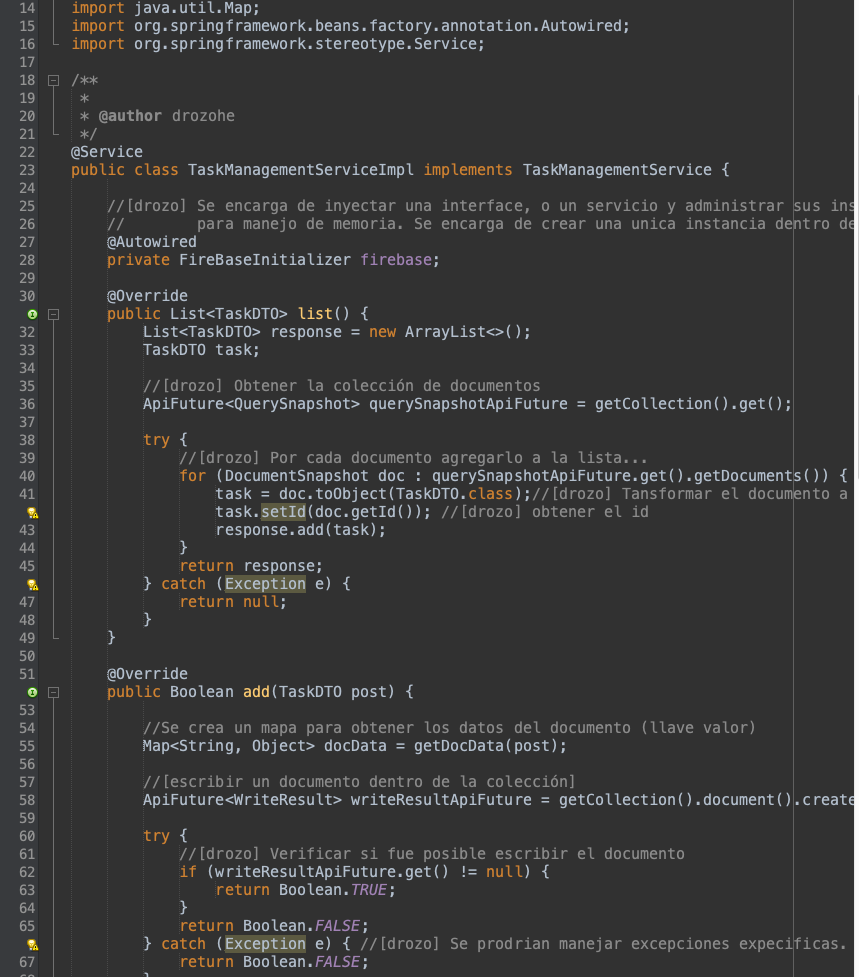 14 import java.util.Map;
15 import org.springframework.beans.factory.annotation.Autowired;
16 import org.springframework.stereotype.Service;
17
18 /**
19  *
20  * @author drozohe
21  */
22 @Service
23 public class TaskManagementServiceImpl implements TaskManagementService {
24
25     //[drozo] Se encarga de inyectar una interface, o un servicio y administrar sus ins
26     //        para manejo de memoria. Se encarga de crear una unica instancia dentro de
27     @Autowired
28     private FireBaseInitializer firebase;
29
30     @Override
    public List<TaskDTO> list() {
32         List<TaskDTO> response = new ArrayList<>();
33         TaskDTO task;
34
35         //[drozo] Obtener la colección de documentos
36         ApiFuture<QuerySnapshot> querySnapshotApiFuture = getCollection().get();
37
38         try {
39             //[drozo] Por cada documento agregarlo a la lista...
40             for (DocumentSnapshot doc : querySnapshotApiFuture.get().getDocuments()) {
41                 task = doc.toObject(TaskDTO.class);//[drozo] Tansformar el documento a
                task.setId(doc.getId()); //[drozo] obtener el id
43                 response.add(task);
44             }
45             return response;
        } catch (Exception e) {
47             return null;
48         }
49     }
50
51     @Override
    public Boolean add(TaskDTO post) {
53
54         //Se crea un mapa para obtener los datos del documento (llave valor)
55         Map<String, Object> docData = getDocData(post);
56
57         //[escribir un documento dentro de la colección]
58         ApiFuture<WriteResult> writeResultApiFuture = getCollection().document().create
59
60         try {
61             //[drozo] Verificar si fue posible escribir el documento
62             if (writeResultApiFuture.get() != null) {
63                 return Boolean.TRUE;
64             }
65             return Boolean.FALSE;
        } catch (Exception e) { //[drozo] Se prodrian manejar excepciones expecificas.
67             return Boolean.FALSE;